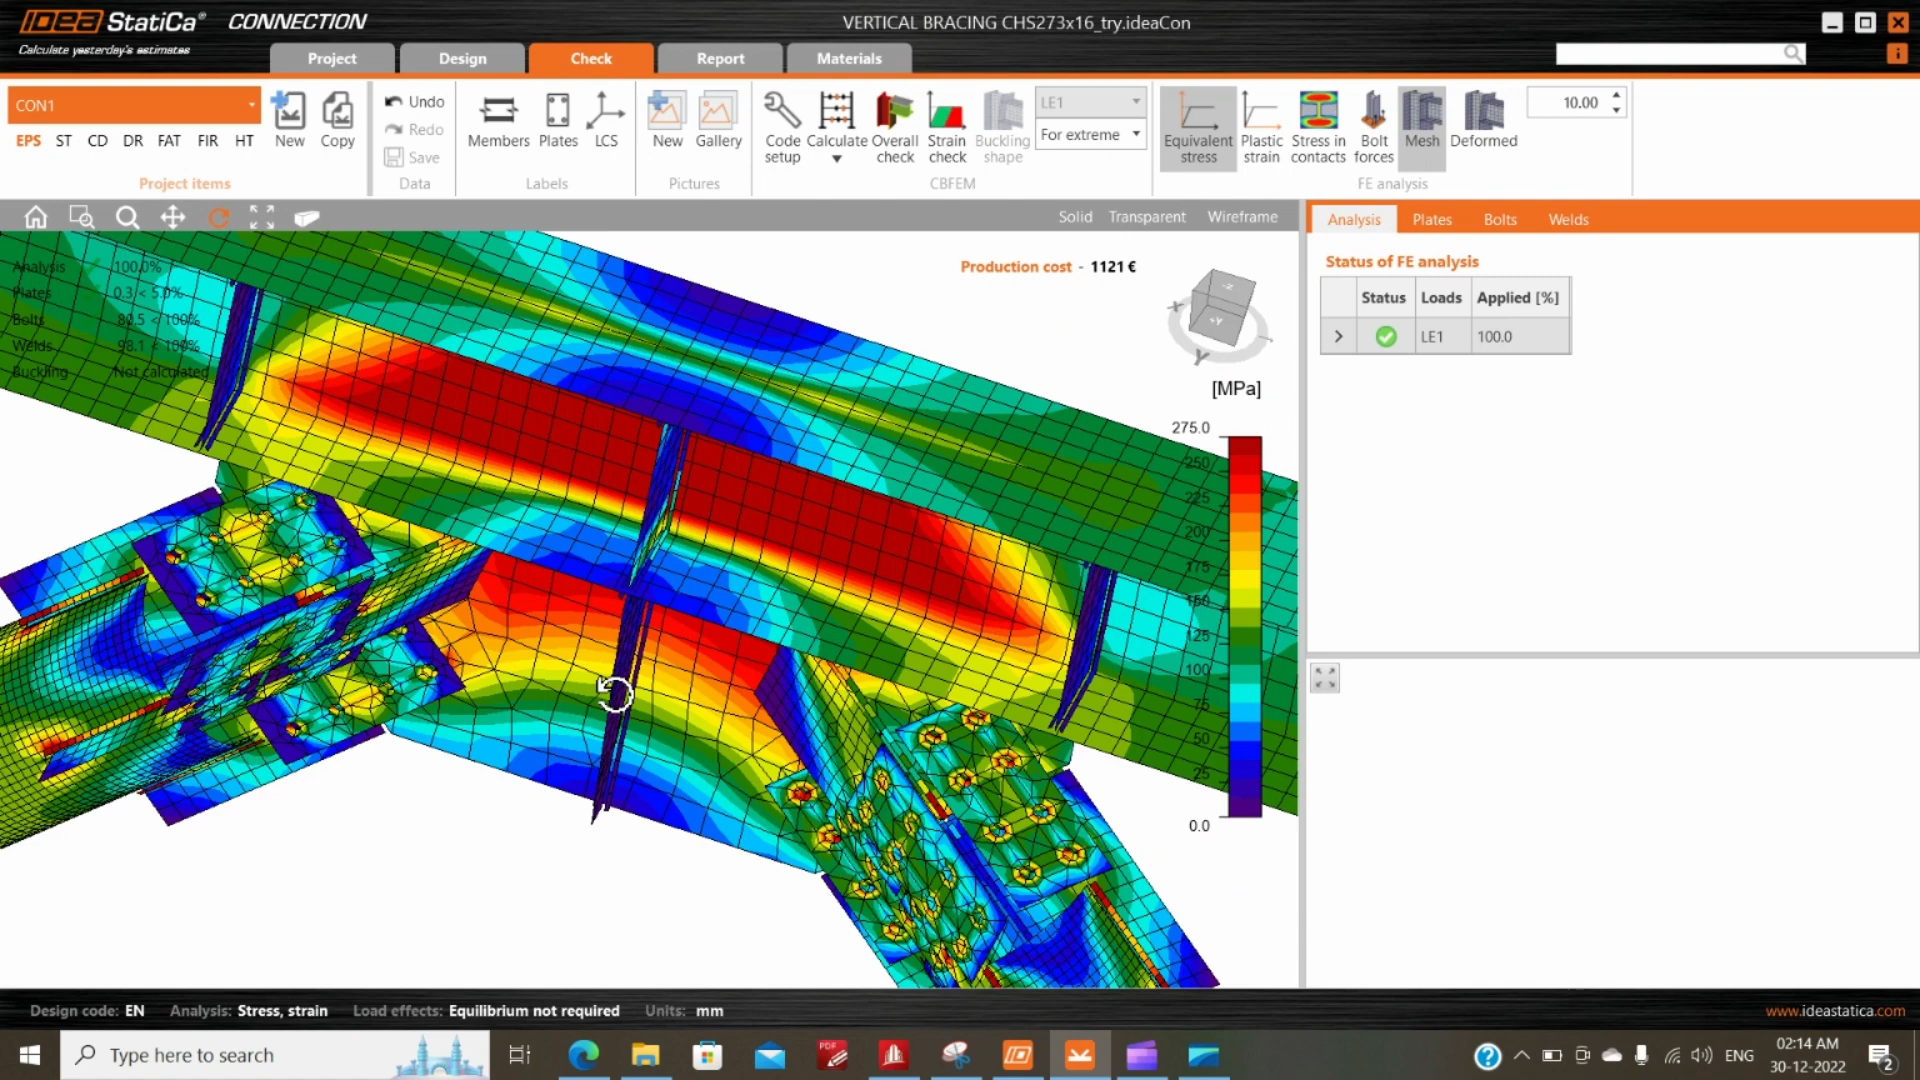 IDEA StatiCa® CONNECTION
Calculate yesterday's estimates
VERTICAL BRACING CHS273x16_try.ideaCon
Project
Design
Check
Report
Materials
CON1
EPS ST CD DR FAT FIR HT
New
Copy
Project items
Undo
Redo
Save
Data
Members
Plates
LCS
Labels
New
Gallery
Pictures
Code setup
Calculate
Overall check
Strain check
Buckling shape
LE1
For extreme
CBFEM
Equivalent stress
Plastic strain
Stress in contacts
Bolt forces
Mesh
Deformed
10.00
FE analysis
Solid Transparent Wireframe
Analysis 100.0%
Plates 0.3 < 5.0%
Bolts 80.5 < 100%
Welds 98.1 < 100%
Buckling Not calculated
Production cost - 1121 €
-Z
+Y
X
Y
[MPa]
275.0
250
225
200
175
150
125
100
75
50
25
0.0
Analysis Plates Bolts Welds
Status of FE analysis
Status Loads Applied [%]
LE1 100.0
Design code: EN Analysis: Stress, strain Load effects: Equilibrium not required Units: mm
www.ideastatica.com
Type here to search
PDF
ENG
02:14 AM
30-12-2022
2